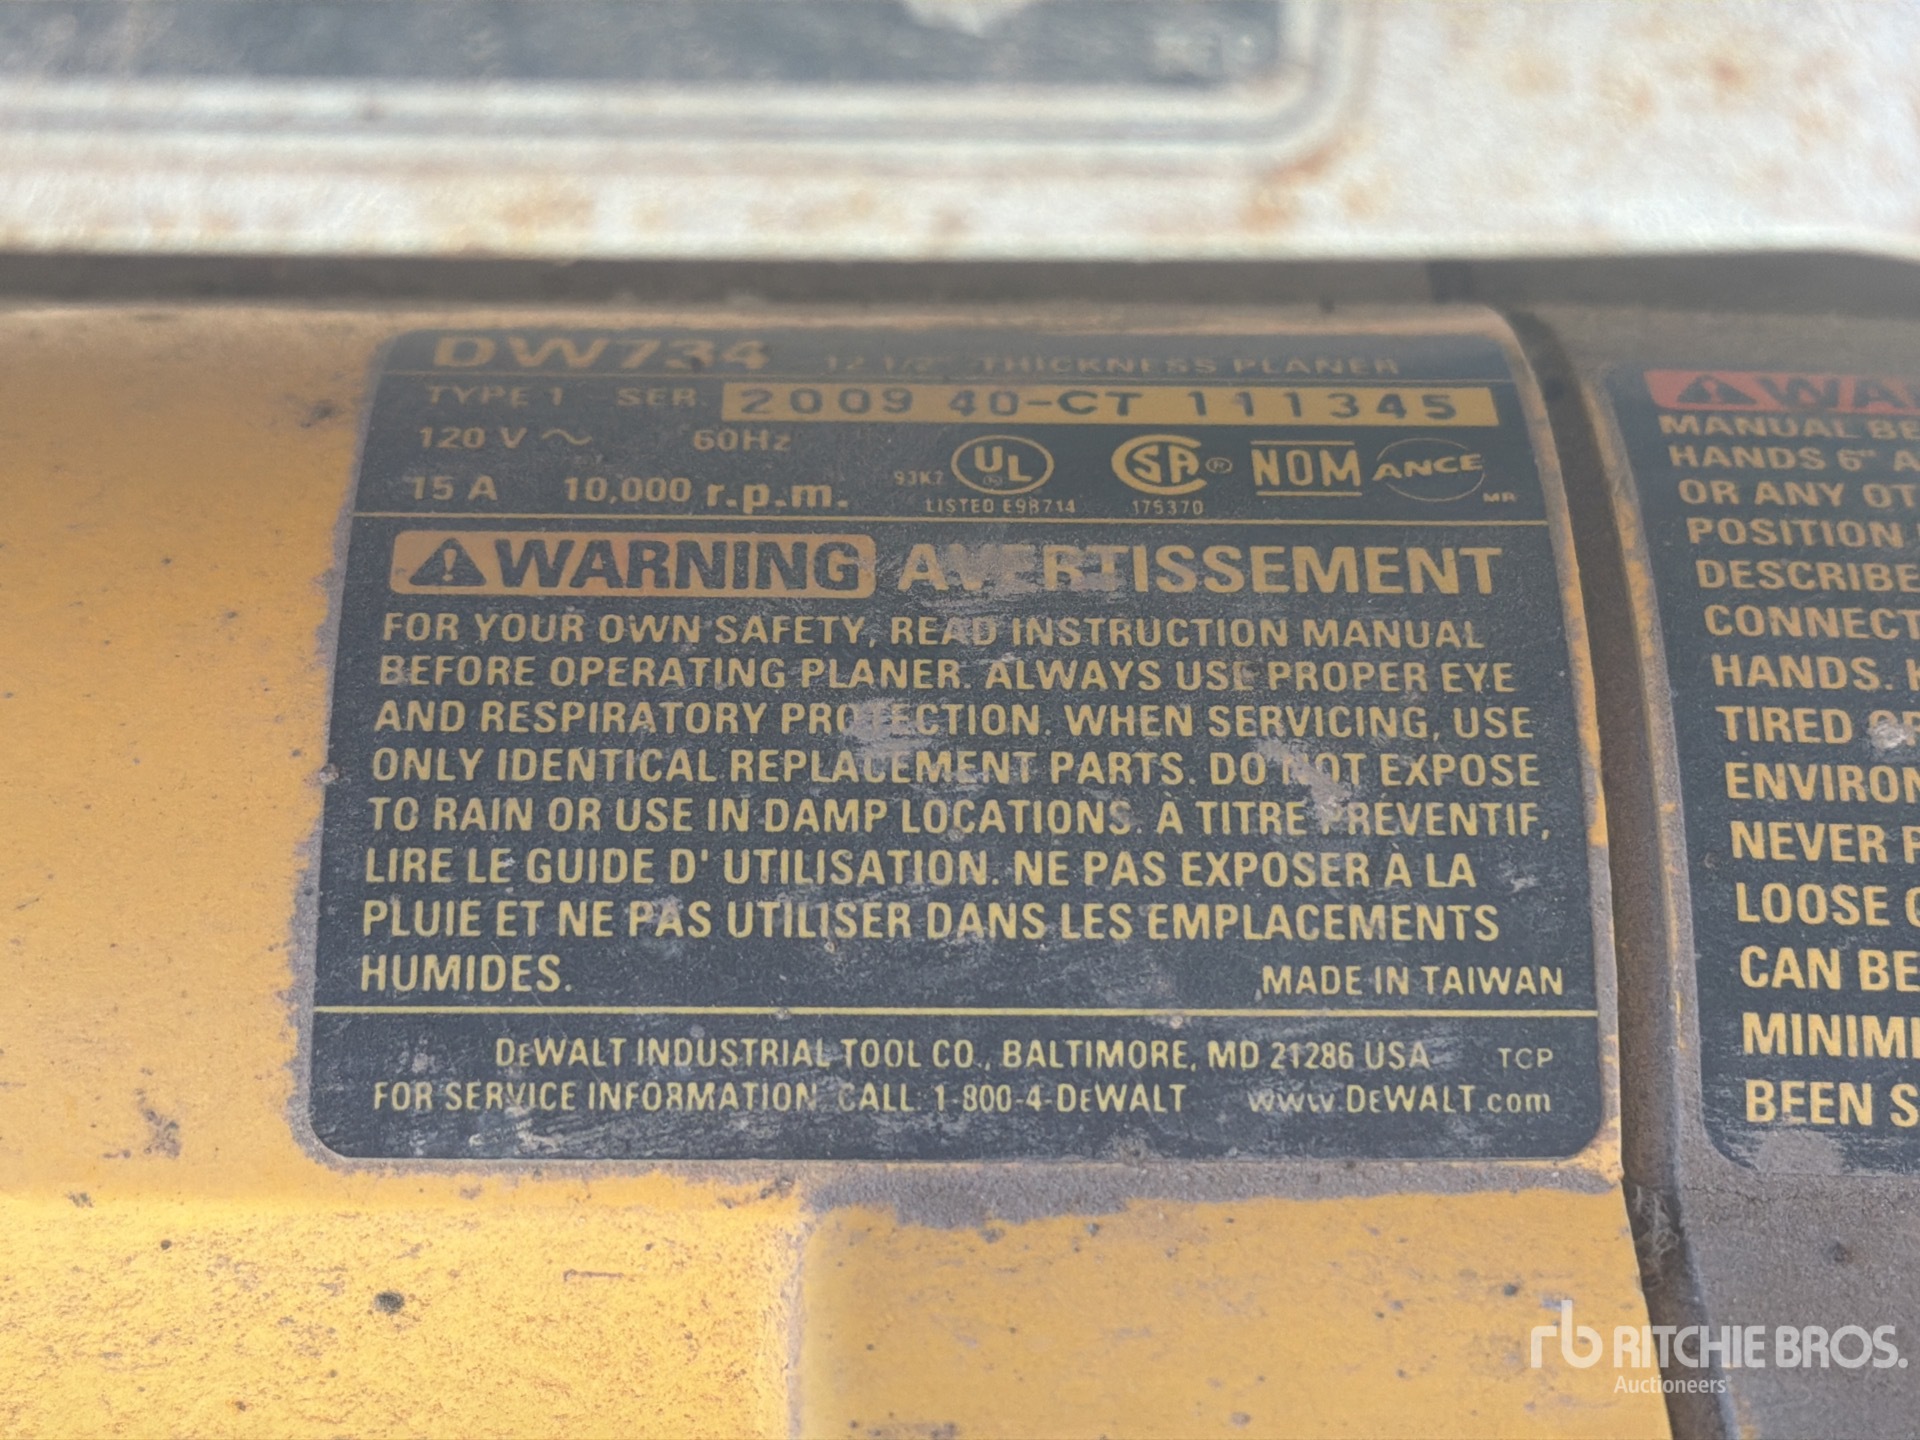 DW734 12 1/2" THICKNESS PLANER
TYPE 1 SER. 2009 40-CT 111345
120 V ~ 60Hz
15 A 10,000 r.p.m.
93K2 UL LISTED E98714
CSA ® 175370
NOM ANCE MR
WARNING AVERTISSEMENT
FOR YOUR OWN SAFETY, READ INSTRUCTION MANUAL
BEFORE OPERATING PLANER. ALWAYS USE PROPER EYE
AND RESPIRATORY PROTECTION. WHEN SERVICING, USE
ONLY IDENTICAL REPLACEMENT PARTS. DO NOT EXPOSE
TO RAIN OR USE IN DAMP LOCATIONS. À TITRE PRÉVENTIF,
LIRE LE GUIDE D' UTILISATION. NE PAS EXPOSER À LA
PLUIE ET NE PAS UTILISER DANS LES EMPLACEMENTS
HUMIDES. MADE IN TAIWAN
DEWALT INDUSTRIAL TOOL CO., BALTIMORE, MD 21286 USA TCP
FOR SERVICE INFORMATION CALL: 1-800-4-DEWALT www.DEWALT.com
MANUAL
HANDS 6"
OR ANY
POSITION
HANDS.
TIRED
NEVER
LOOSE
CAN BE
BEEN
rb RITCHIE BROS.
Auctioneers